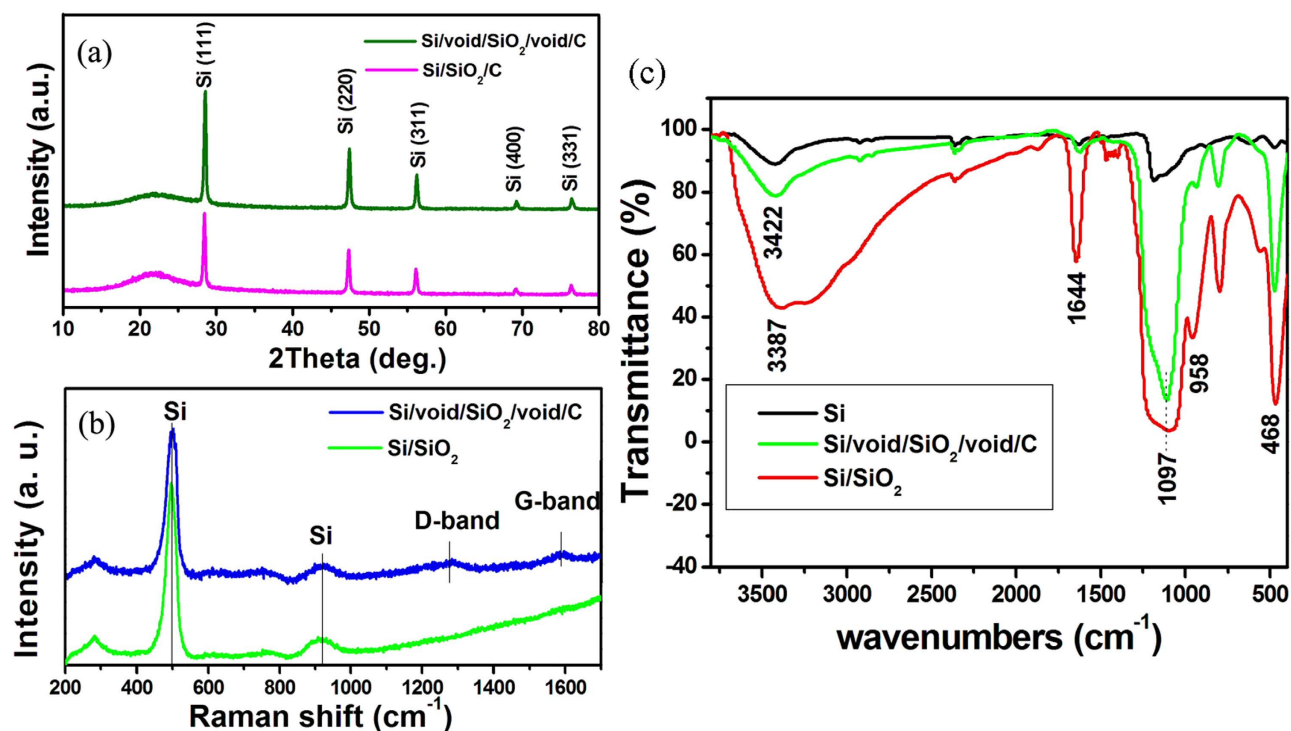 (a)
Si/void/SiO₂/void/C
Si/SiO₂/C
Si (111)
Si (220)
Si (311)
Si (400)
Si (331)
Intensity (a.u.)
10 20 30 40 50 60 70 80
2Theta (deg.)
(b)
Si/void/SiO₂/void/C
Si/SiO₂
Si
Si
D-band
G-band
Intensity (a. u.)
200 400 600 800 1000 1200 1400 1600
Raman shift (cm⁻¹)
(c)
100
80
60
40
20
0
-20
-40
Transmittance (%)
3422
3387
1644
1097
958
468
Si
Si/void/SiO₂/void/C
Si/SiO₂
3500 3000 2500 2000 1500 1000 500
wavenumbers (cm⁻¹)